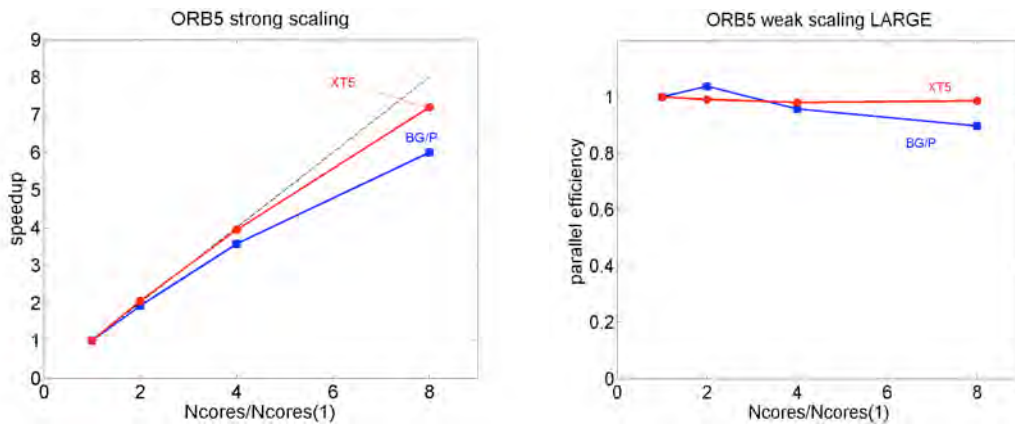 ORB5 strong scaling
9
8
7
6
5
4
3
2
1
0
speedup
XT5
BG/P
0 2 4 6 8
Ncores/Ncores(1)
ORB5 weak scaling LARGE
1
0.8
0.6
0.4
0.2
0
parallel efficiency
XT5
BG/P
0 2 4 6 8
Ncores/Ncores(1)